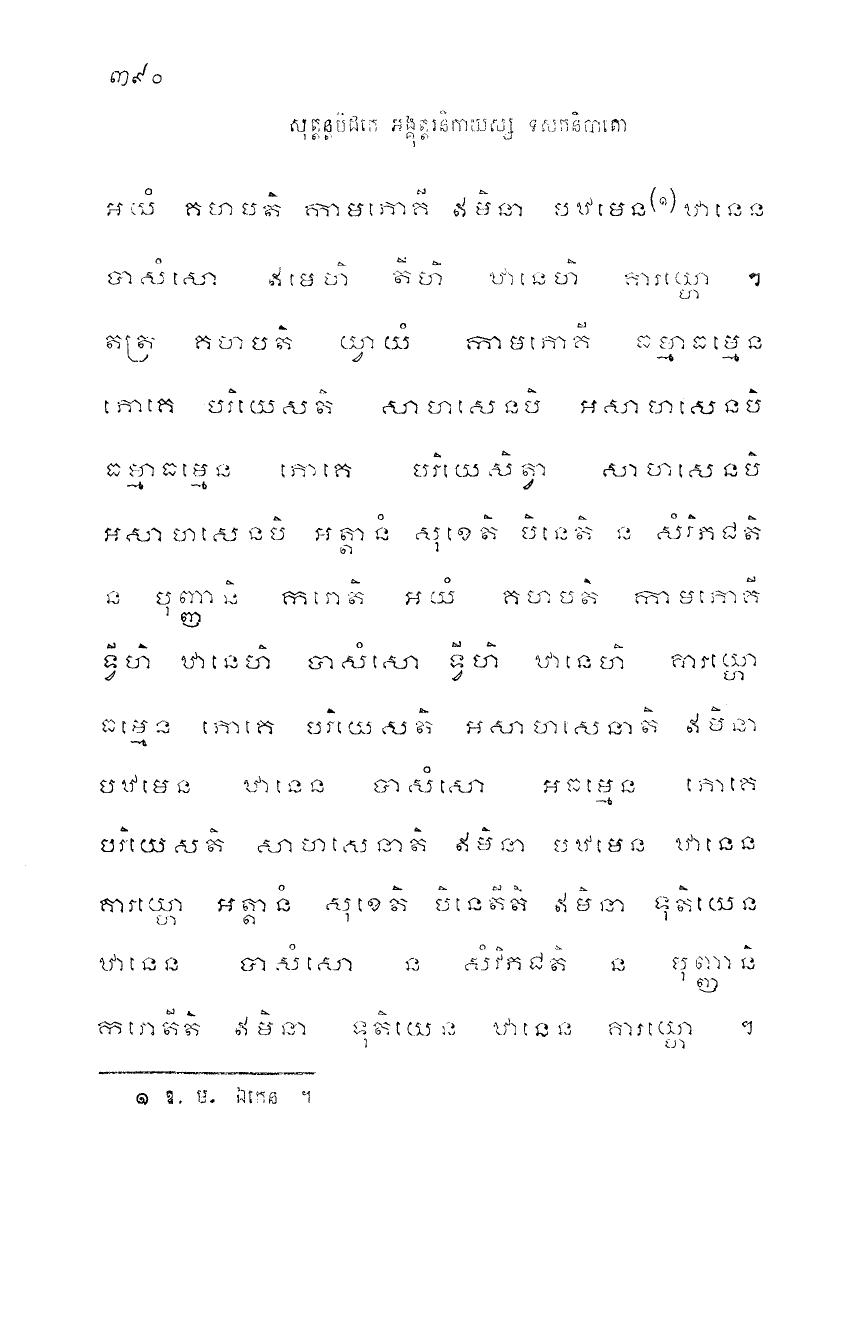 ៣៩០
សុត្តន្តបិដកេ អង្គុត្តរនិកាយស្ស ទសកនិបាតោ
អយំ គហបតិ កាមភោគី ឥមិនា បឋមេន(១)ឋានេន
បាសំសោ ឥមេហិ តីហិ ឋានេហិ គារយ្ហោ ។
តត្រ គហបតិ យ្វាយំ កាមភោគី ធម្មាធម្មេន
ភោគេ បរិយេសតិ សាហសេនបិ អសាហសេនបិ
ធម្មាធម្មេន ភោគេ បរិយេសិត្វា សាហសេនបិ
អសាហសេនបិ អត្តានំ សុខេតិ បិនេតិ ន សំវិភជតិ
ន បុញ្ញានិ ករោតិ អយំ គហបតិ កាមភោគី
ទ្វីហិ ឋានេហិ បាសំសោ ទ្វីហិ ឋានេហិ គារយ្ហោ
ធម្មេន ភោគេ បរិយេសតិ អសាហសេនាតិ ឥមិនា
បឋមេន ឋានេន បាសំសោ អធម្មេន ភោគេ
បរិយេសតិ សាហសេនាតិ ឥមិនា បឋមេន ឋានេន
គារយ្ហោ អត្តានំ សុខេតិ បិនេតីតិ ឥមិនា ទុតិយេន
ឋានេន បាសំសោ ន សំវិភជតិ ន បុញ្ញានិ
ករោតីតិ ឥមិនា ទុតិយេន ឋានេន គារយ្ហោ ។
១ ឱ. ម. ឯកេន ។